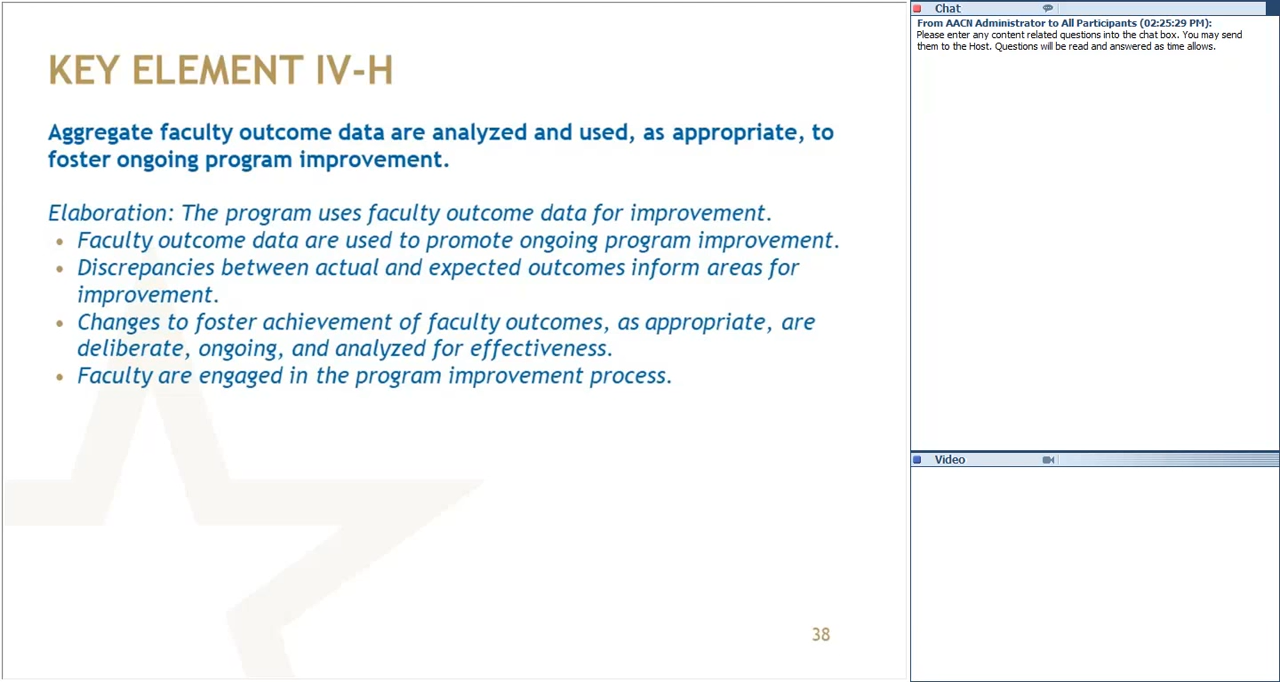 KEY ELEMENT IV-H
Aggregate faculty outcome data are analyzed and used, as appropriate, to
foster ongoing program improvement.
Elaboration: The program uses faculty outcome data for improvement.
• Faculty outcome data are used to promote ongoing program improvement.
• Discrepancies between actual and expected outcomes inform areas for
improvement.
• Changes to foster achievement of faculty outcomes, as appropriate, are
deliberate, ongoing, and analyzed for effectiveness.
• Faculty are engaged in the program improvement process.
38
Chat
From AACN Administrator to All Participants (02:25:29 PM):
Please enter any content related questions into the chat box. You may send
them to the Host. Questions will be read and answered as time allows.
Video